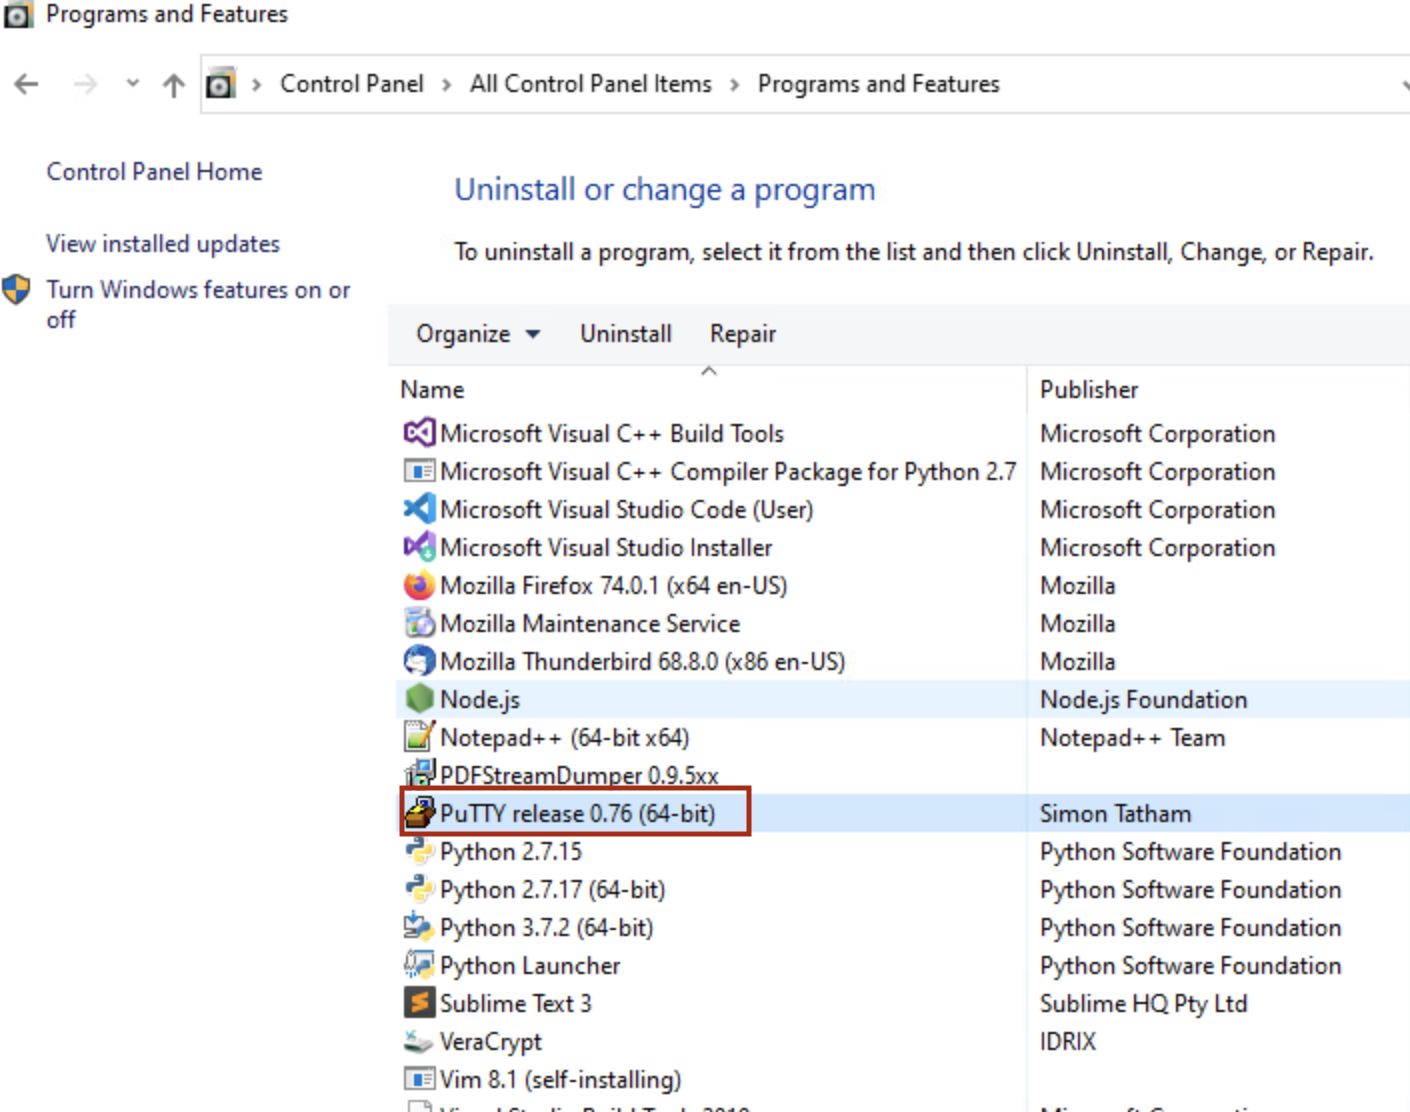 Programs and Features
Control Panel > All Control Panel Items > Programs and Features
Control Panel Home
View installed updates
Turn Windows features on or
off
Uninstall or change a program
To uninstall a program, select it from the list and then click Uninstall, Change, or Repair.
Organize Uninstall Repair
Name Publisher
Microsoft Visual C++ Build Tools Microsoft Corporation
Microsoft Visual C++ Compiler Package for Python 2.7 Microsoft Corporation
Microsoft Visual Studio Code (User) Microsoft Corporation
Microsoft Visual Studio Installer Microsoft Corporation
Mozilla Firefox 74.0.1 (x64 en-US) Mozilla
Mozilla Maintenance Service Mozilla
Mozilla Thunderbird 68.8.0 (x86 en-US) Mozilla
Node.js Node.js Foundation
Notepad++ (64-bit x64) Notepad++ Team
PDFStreamDumper 0.9.5xx
PuTTY release 0.76 (64-bit) Simon Tatham
Python 2.7.15 Python Software Foundation
Python 2.7.17 (64-bit) Python Software Foundation
Python 3.7.2 (64-bit) Python Software Foundation
Python Launcher Python Software Foundation
Sublime Text 3 Sublime HQ Pty Ltd
VeraCrypt IDRIX
Vim 8.1 (self-installing)